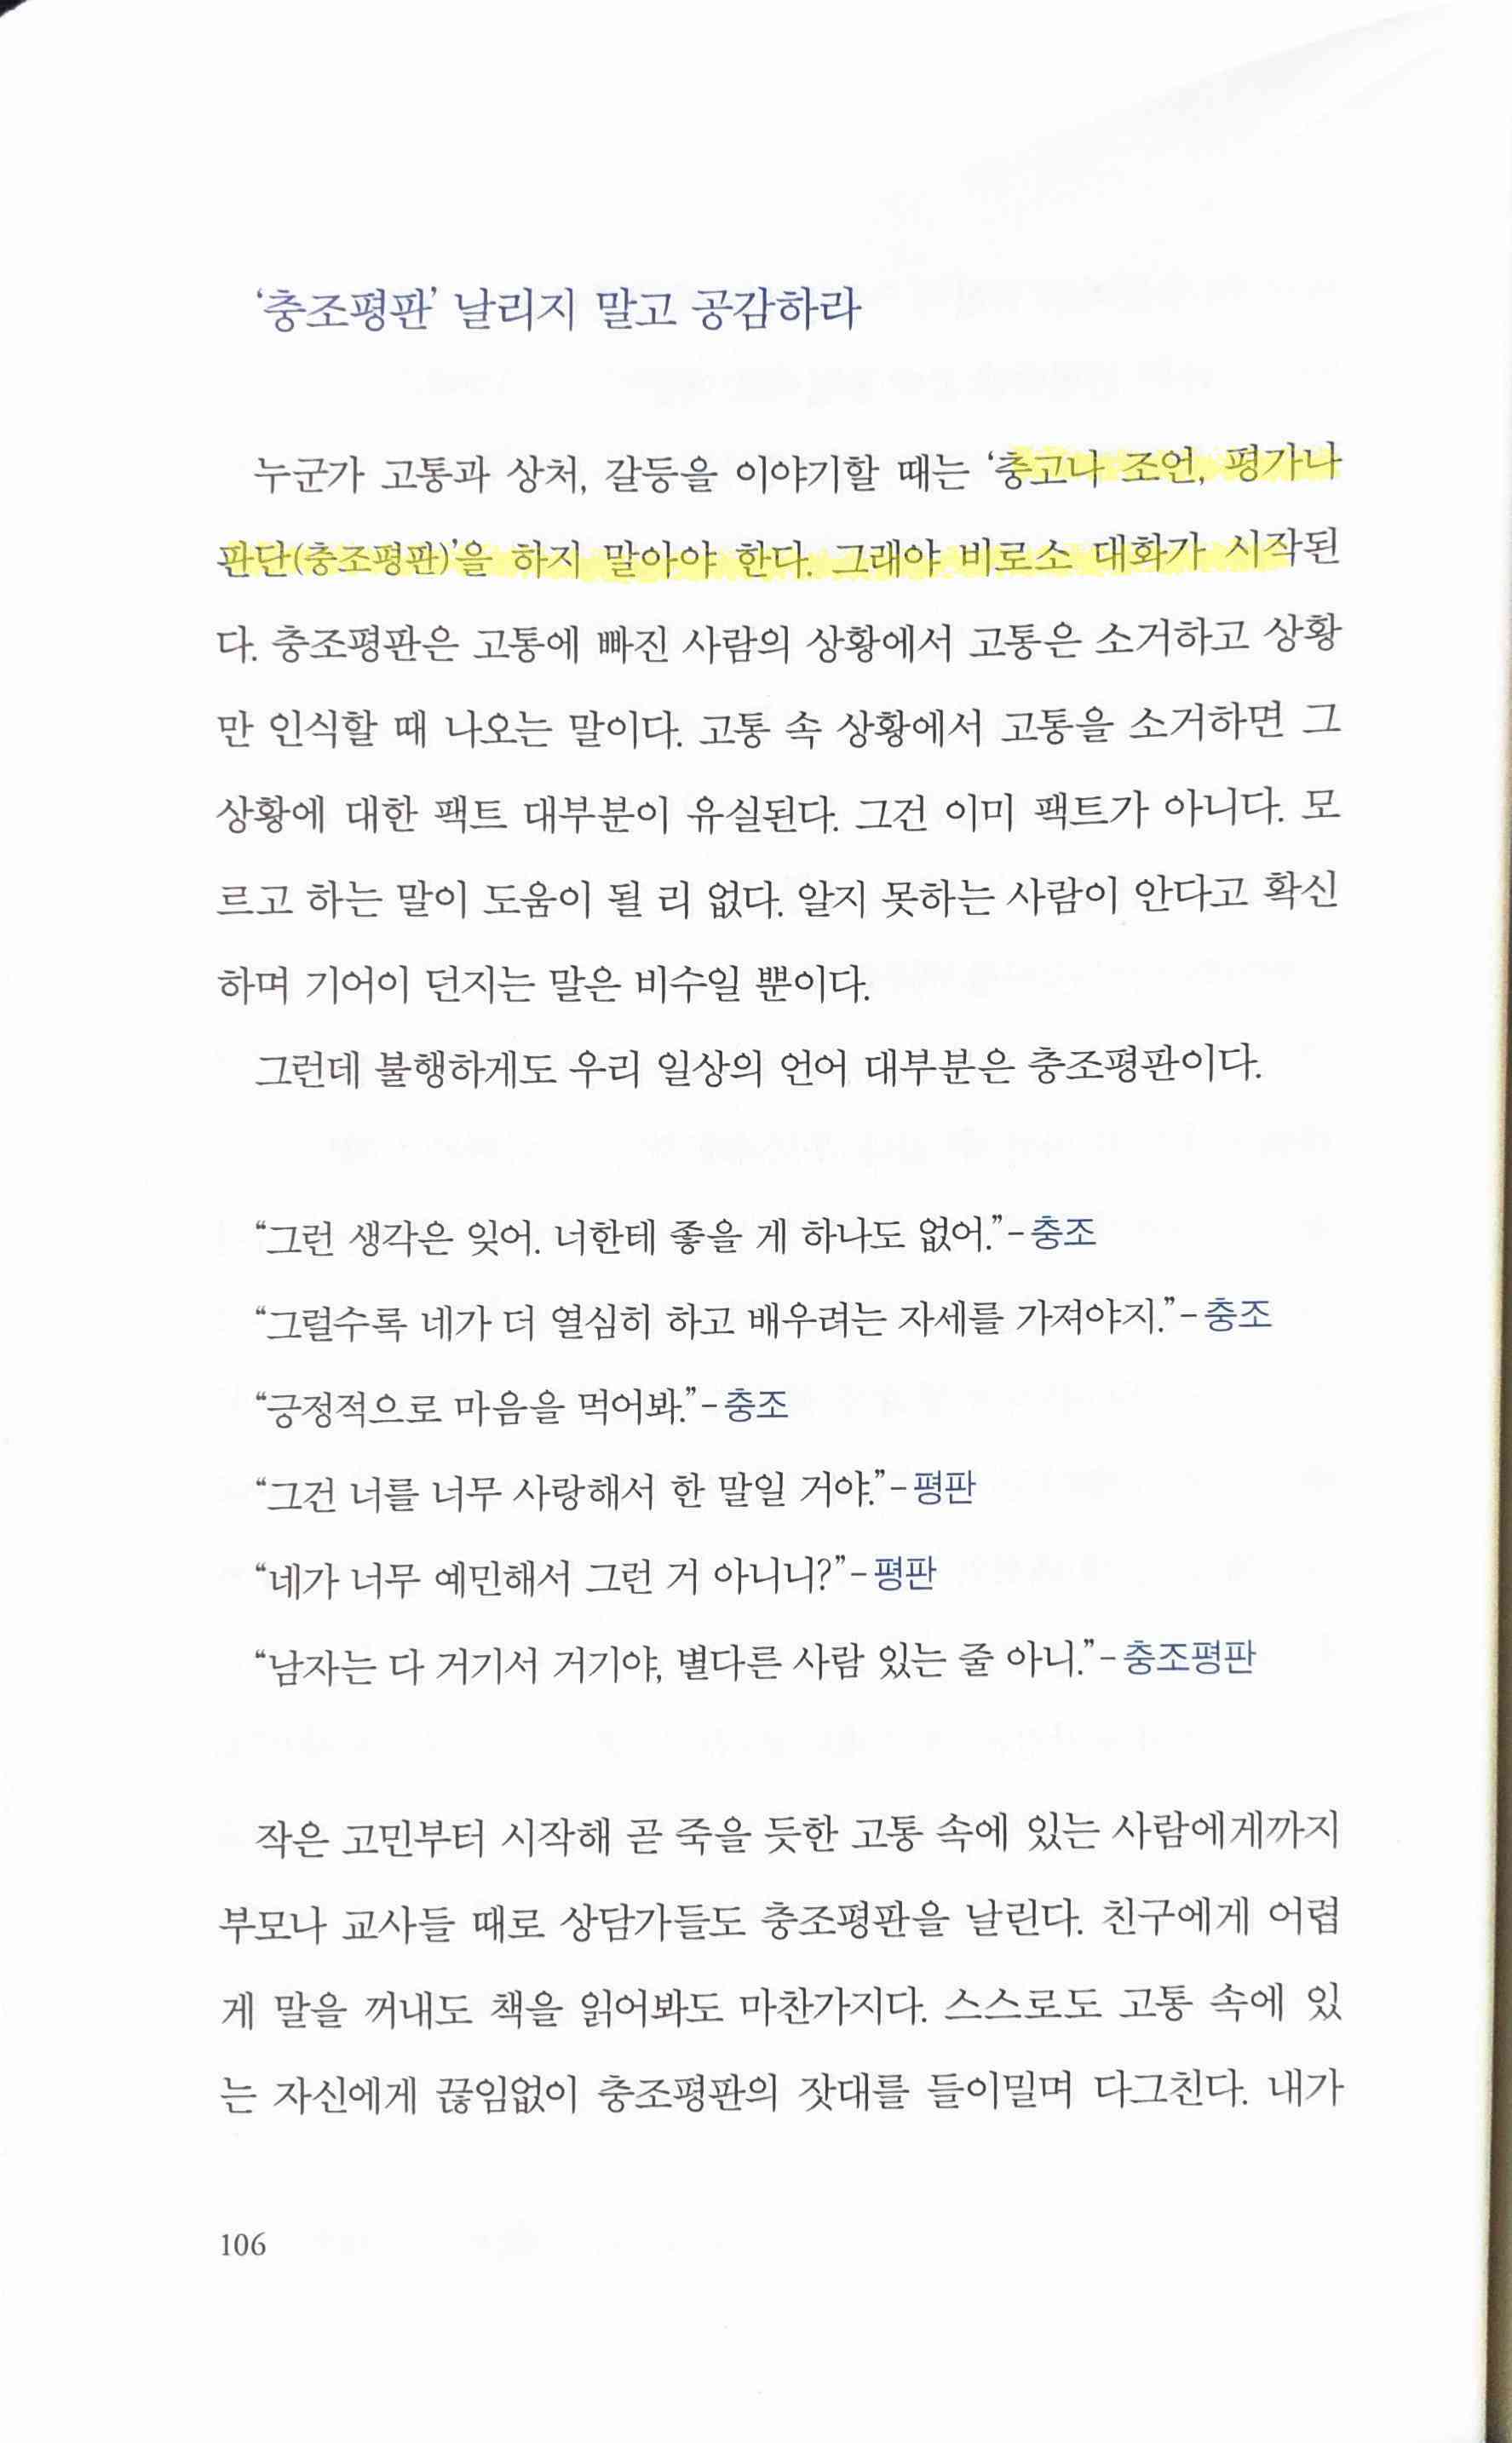 ‘충조평판’ 날리지 말고 공감하라
누군가 고통과 상처, 갈등을 이야기할 때는 ‘충고나 조언, 평가나
판단(충조평판)’을 하지 말아야 한다. 그래야 비로소 대화가 시작된
다. 충조평판은 고통에 빠진 사람의 상황에서 고통은 소거하고 상황
만 인식할 때 나오는 말이다. 고통 속 상황에서 고통을 소거하면 그
상황에 대한 팩트 대부분이 유실된다. 그건 이미 팩트가 아니다. 모
르고 하는 말이 도움이 될 리 없다. 알지 못하는 사람이 안다고 확신
하며 기어이 던지는 말은 비수일 뿐이다.
그런데 불행하게도 우리 일상의 언어 대부분은 충조평판이다.
“그런 생각은 잊어. 너한테 좋을 게 하나도 없어.”-충조
“그럴수록 네가 더 열심히 하고 배우려는 자세를 가져야지.”-충조
“긍정적으로 마음을 먹어봐.”-충조
“그건 너를 너무 사랑해서 한 말일 거야.”-평판
“네가 너무 예민해서 그런 거 아니니?”-평판
“남자는 다 거기서 거기야, 별다른 사람 있는 줄 아니.”-충조평판
작은 고민부터 시작해 곧 죽을 듯한 고통 속에 있는 사람에게까지
부모나 교사들 때로 상담가들도 충조평판을 날린다. 친구에게 어렵
게 말을 꺼내도 책을 읽어봐도 마찬가지다. 스스로도 고통 속에 있
는 자신에게 끊임없이 충조평판의 잣대를 들이밀며 다그친다. 내가
106